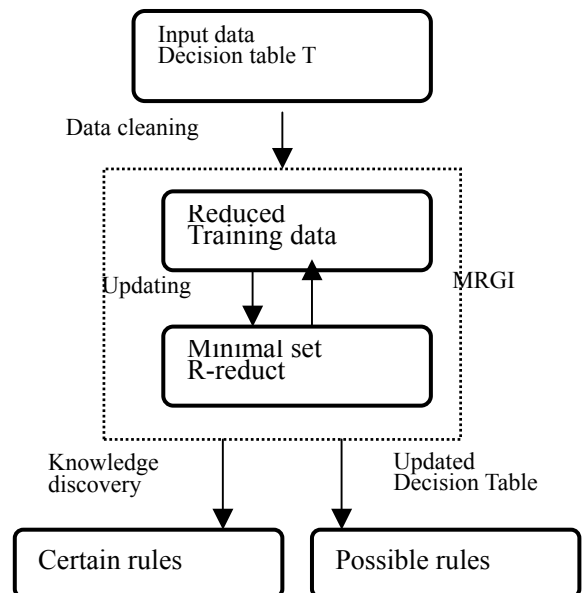 Input data
Decision table T
Data cleaning
Reduced
Training data
Updating
MRGI
Minimal set
R-reduct
Knowledge
discovery
Updated
Decision Table
Certain rules
Possible rules